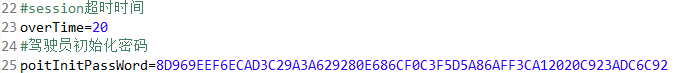 22 #session超时时间
23 overTime=20
24 #驾驶员初始化密码
25 poitInitPassWord=8D969EEF6ECAD3C29A3A629280E686CF0C3F5D5A86AFF3CA12020C923ADC6C92